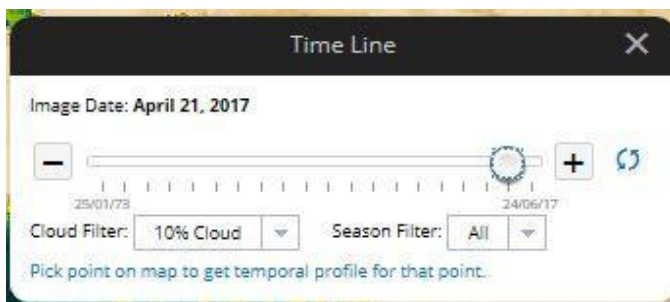 Time Line
Image Date: April 21, 2017
25/01/73 24/06/17
Cloud Filter: 10% Cloud Season Filter: All
Pick point on map to get temporal profile for that point.